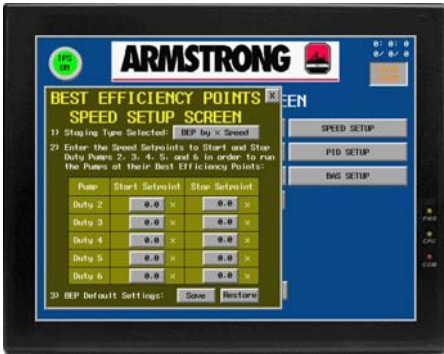 IPS
ON
ARMSTRONG
0: 0: 0
0/ 0/ 0
BEST EFFICIENCY POINTS
X
EEN
SPEED SETUP SCREEN
1) Staging Type Selected: BEP by % Speed
SPEED SETUP
2) Enter the Speed Setpoints to Start and Stop
Duty Pumps 2, 3, 4, 5, and 6 in order to run
the Pumps at their Best Efficiency Points:
PID SETUP
BAS SETUP
Pump Start Setpoint Stop Setpoint
Duty 2 0.0 % 0.0 %
Duty 3 0.0 % 0.0 %
Duty 4 0.0 % 0.0 %
Duty 5 0.0 % 0.0 %
Duty 6 0.0 % 0.0 %
3) BEP Default Settings: Save Restore
PWR
CPU
COM